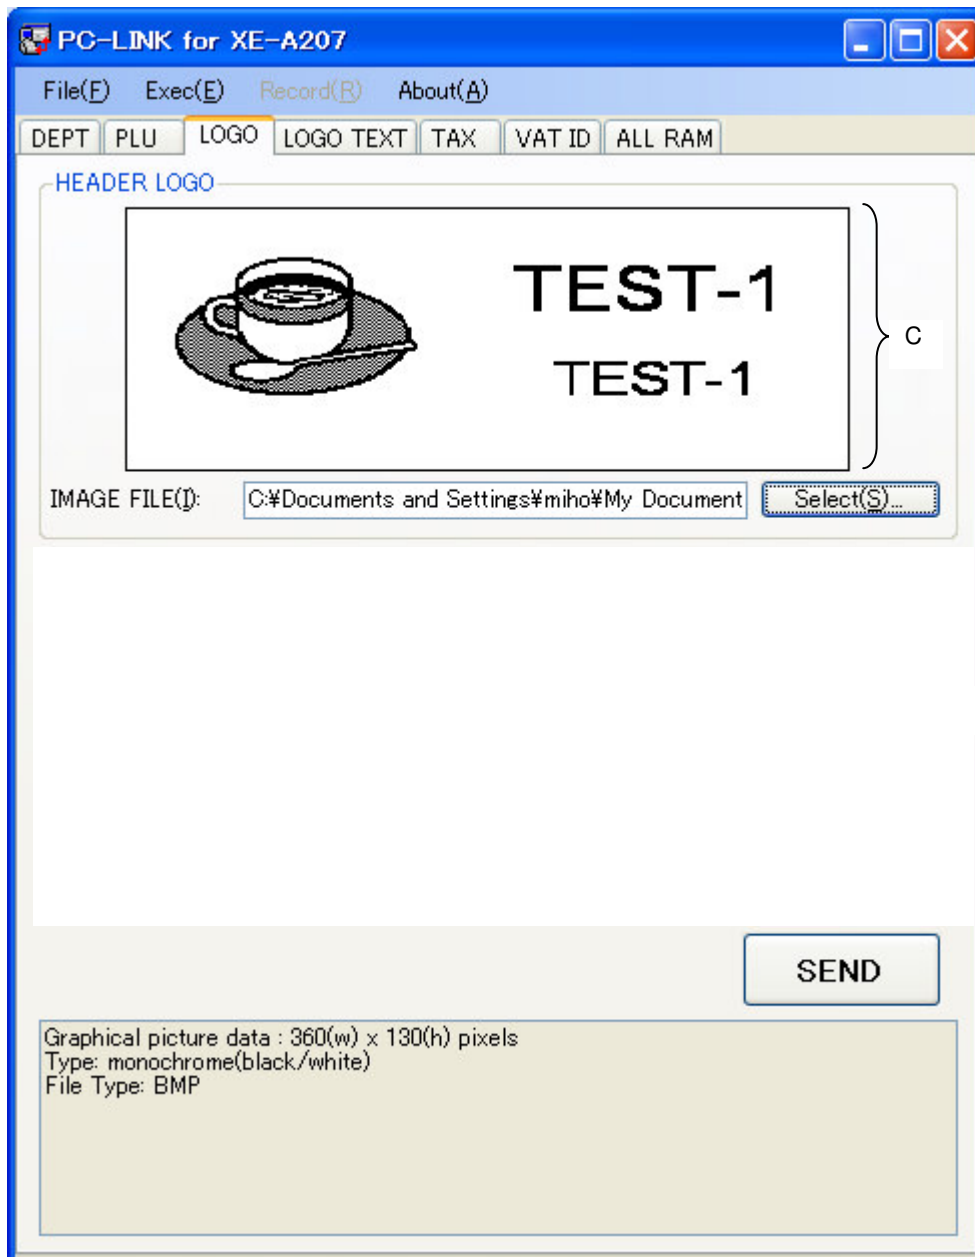 PC-LINK for XE-A207
File(F) Exec(E) Record(R) About(A)
DEPT PLU LOGO LOGO TEXT TAX VAT ID ALL RAM
HEADER LOGO
TEST-1
TEST-1
C
IMAGE FILE(I): C:¥Documents and Settings¥miho¥My Document Select(S)...
SEND
Graphical picture data : 360(w) x 130(h) pixels
Type: monochrome(black/white)
File Type: BMP